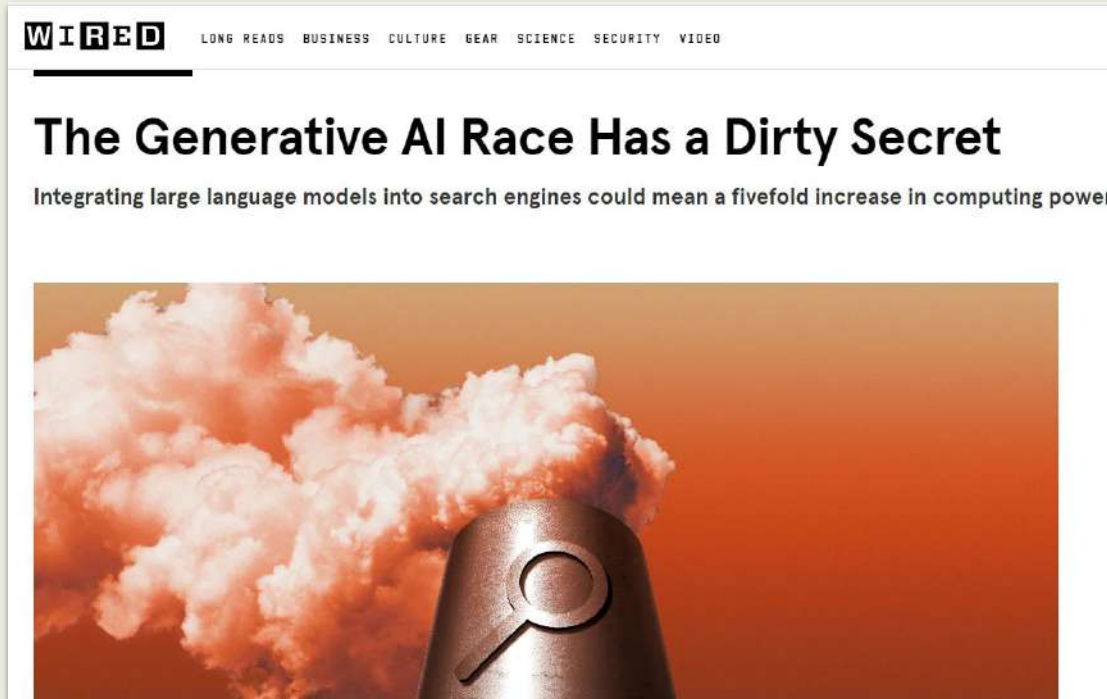 WIRED LONG READS BUSINESS CULTURE GEAR SCIENCE SECURITY VIDEO
The Generative AI Race Has a Dirty Secret
Integrating large language models into search engines could mean a fivefold increase in computing power